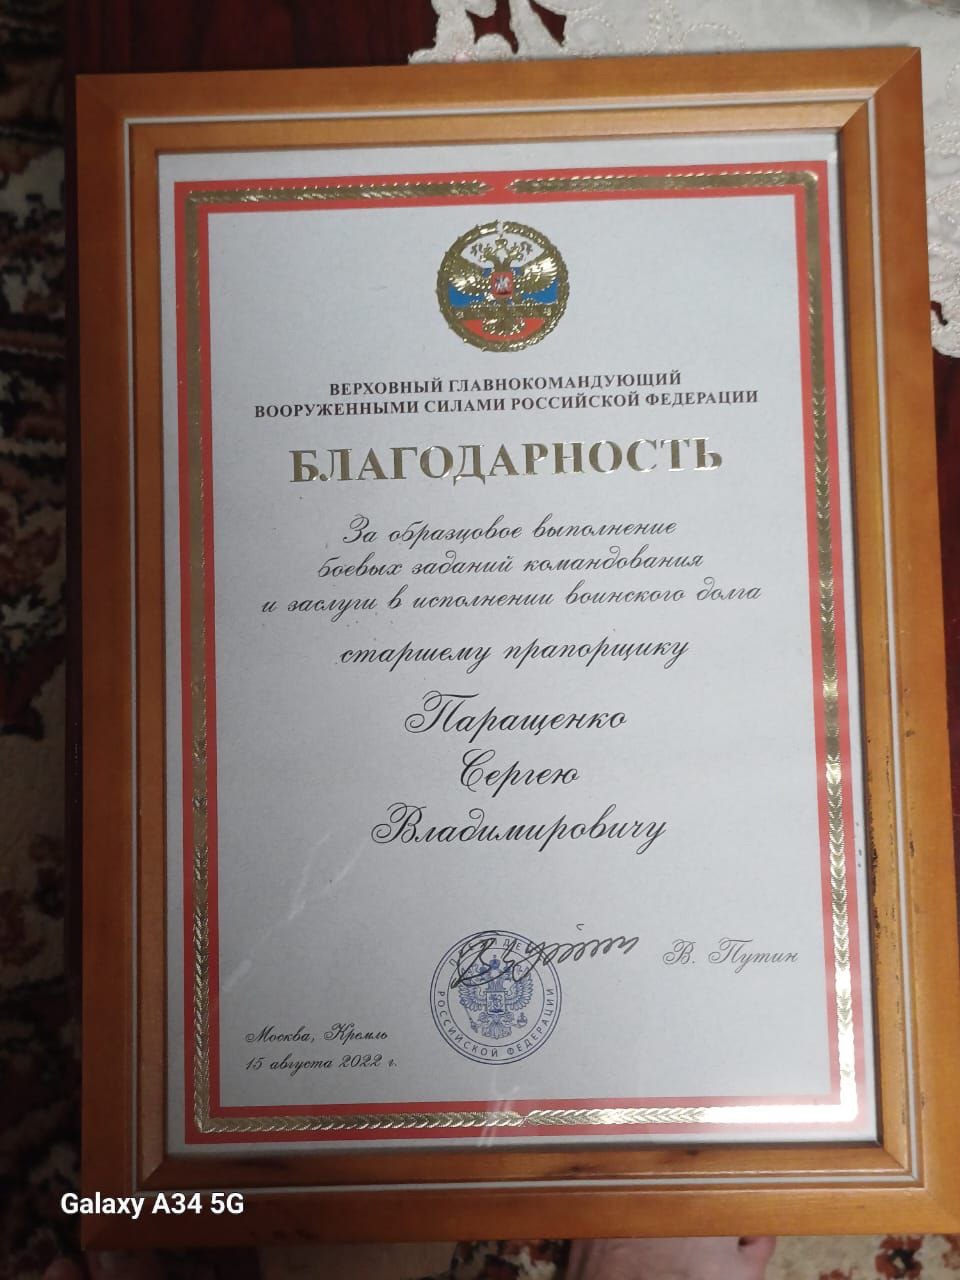 ВЕРХОВНЫЙ ГЛАВНОКОМАНДУЮЩИЙ
ВООРУЖЕННЫМИ СИЛАМИ РОССИЙСКОЙ ФЕДЕРАЦИИ
БЛАГОДАРНОСТЬ
За образцовое выполнение
боевых заданий командования
и заслуги в исполнении воинского долга
старшему прапорщику
Паращенко
Сергею
Владимировичу
В. Путин
РОССИЙСКОЙ ФЕДЕРАЦИИ
Москва, Кремль
15 августа 2022 г.
Galaxy A34 5G